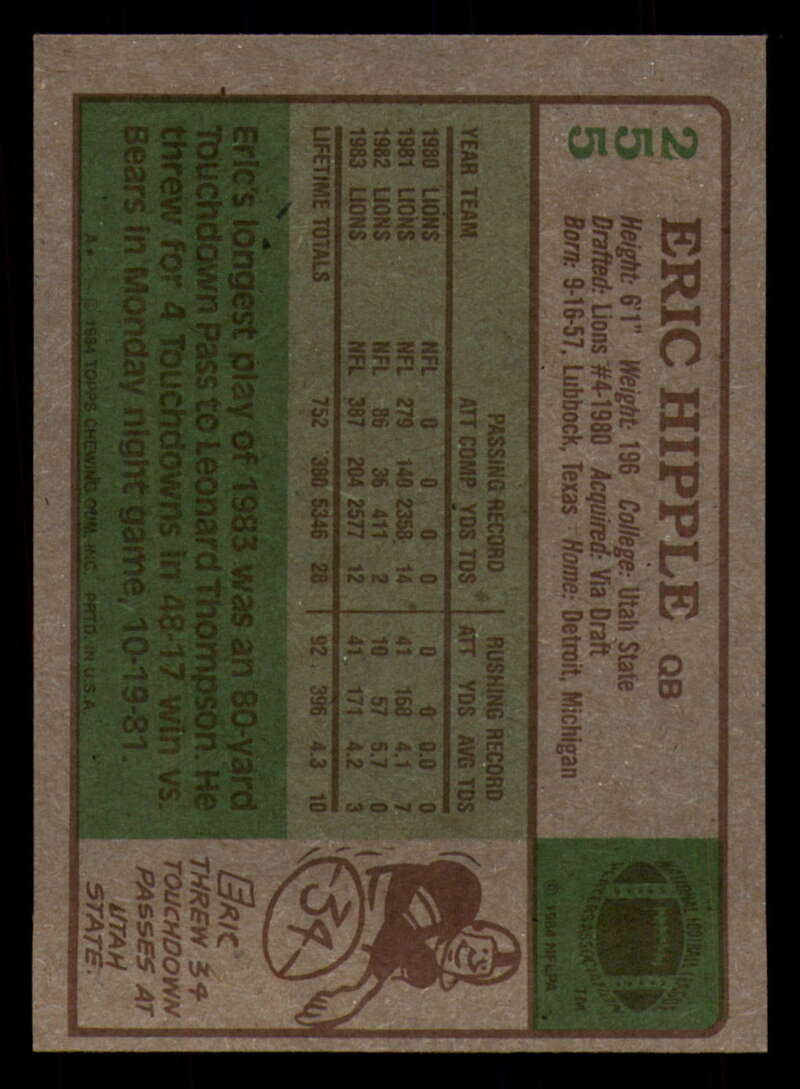 255
ERIC HIPPLE QB
Height: 6'1" Weight: 196 College: Utah State
Drafted: Lions #4-1980 Acquired: Via Draft
Born: 9-16-57, Lubbock, Texas Home: Detroit, Michigan
NATIONAL FOOTBALL LEAGUE
PLAYERS ASSOCIATION
TM
© 1984 NFLPA
PASSING RECORD RUSHING RECORD
YEAR TEAM ATT COMP YDS TDS ATT YDS AVG TDS
1980 LIONS NFL 0 0 0 0 0 0 0.0 0
1981 LIONS NFL 279 140 2358 14 41 168 4.1 7
1982 LIONS NFL 86 36 411 2 10 57 5.7 0
1983 LIONS NFL 387 204 2577 12 41 171 4.2 3
LIFETIME TOTALS 752 380 5346 28 92 396 4.3 10
Eric's longest play of 1983 was an 80-yard
Touchdown Pass to Leonard Thompson. He
threw for 4 Touchdowns in 48-17 win vs.
Bears in Monday night game, 10-19-81.
A* © 1984 TOPPS CHEWING GUM, INC. PRTD. IN U.S.A.
34
ERIC
THREW 34
TOUCHDOWN
PASSES AT
UTAH
STATE.